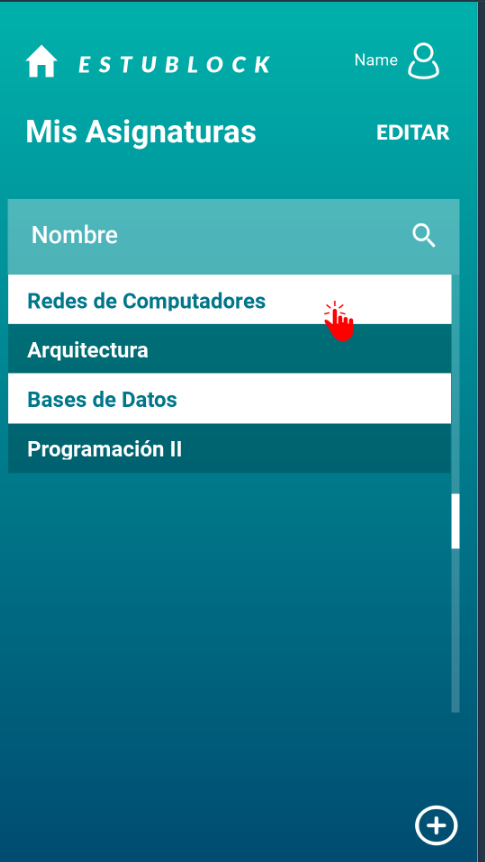 ESTUBLOCK Name
Mis Asignaturas EDITAR
Nombre
Redes de Computadores
Arquitectura
Bases de Datos
Programación II